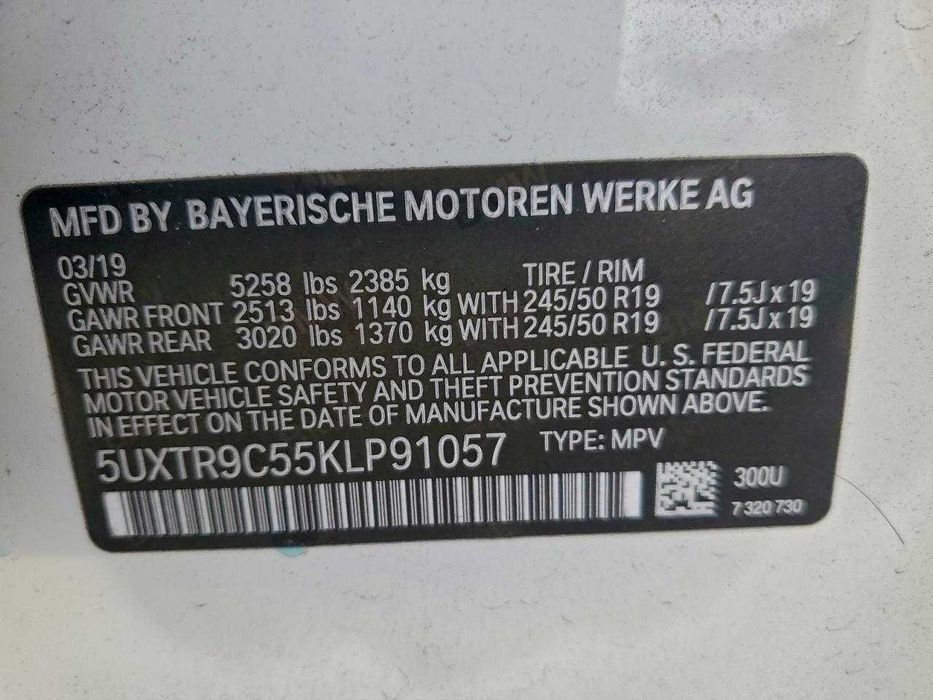 MFD BY BAYERISCHE MOTOREN WERKE AG
03/19
GVWR 5258 lbs 2385 kg TIRE / RIM
GAWR FRONT 2513 lbs 1140 kg WITH 245/50 R19 /7.5J x 19
GAWR REAR 3020 lbs 1370 kg WITH 245/50 R19 /7.5J x 19
THIS VEHICLE CONFORMS TO ALL APPLICABLE U. S. FEDERAL
MOTOR VEHICLE SAFETY AND THEFT PREVENTION STANDARDS
IN EFFECT ON THE DATE OF MANUFACTURE SHOWN ABOVE.
5UXTR9C55KLP91057 TYPE: MPV
300U
7 320 730